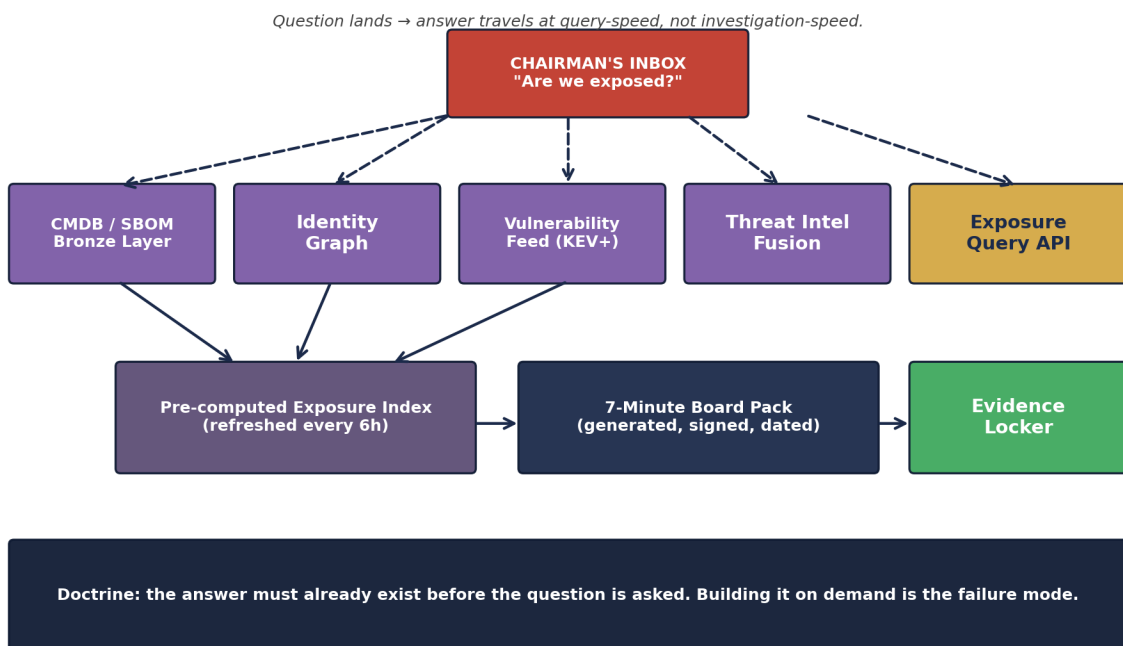 Question lands → answer travels at query-speed, not investigation-speed.
CHAIRMAN'S INBOX
"Are we exposed?"
CMDB / SBOM
Bronze Layer
Identity
Graph
Vulnerability
Feed (KEV+)
Threat Intel
Fusion
Exposure
Query API
Pre-computed Exposure Index
(refreshed every 6h)
7-Minute Board Pack
(generated, signed, dated)
Evidence
Locker
Doctrine: the answer must already exist before the question is asked. Building it on demand is the failure mode.